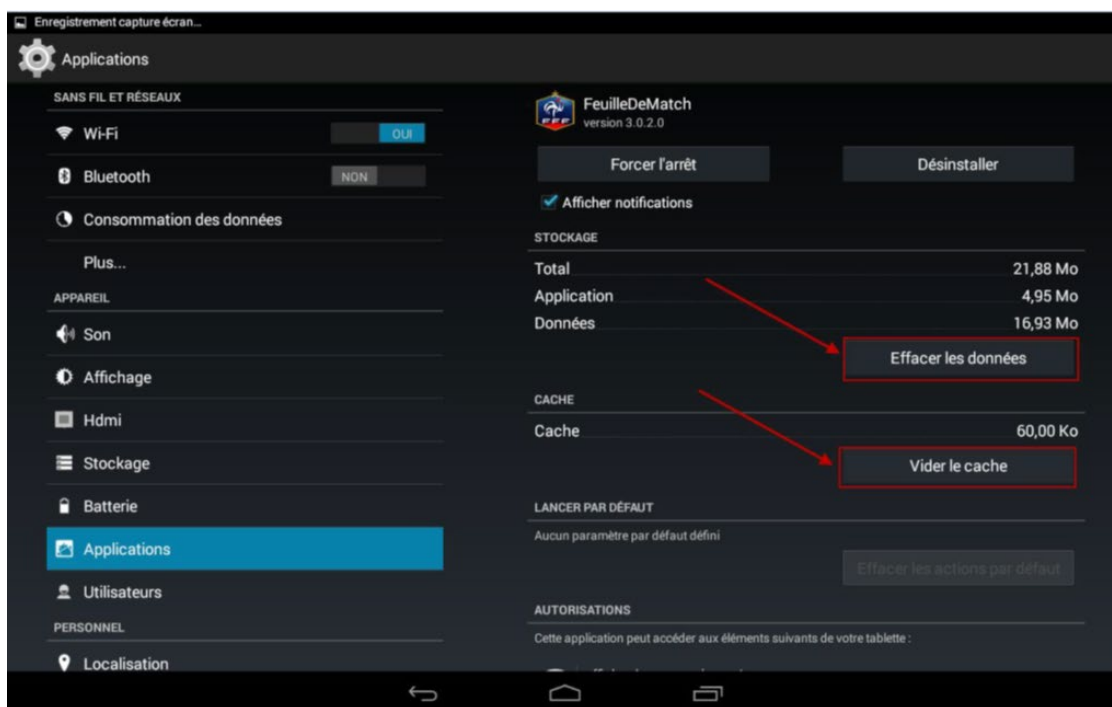 Enregistrement capture écran...
Applications
SANS FIL ET RÉSEAUX
Wi-Fi
OUI
Bluetooth
NON
Consommation des données
Plus...
APPAREIL
Son
Affichage
Hdmi
Stockage
Batterie
Applications
Utilisateurs
PERSONNEL
Localisation
FeuilleDeMatch
version 3.0.2.0
Forcer l'arrêt
Désinstaller
Afficher notifications
STOCKAGE
Total 21,88 Mo
Application 4,95 Mo
Données 16,93 Mo
Effacer les données
CACHE
Cache 60,00 Ko
Vider le cache
LANCER PAR DÉFAUT
Aucun paramètre par défaut défini
Effacer les actions par défaut
AUTORISATIONS
Cette application peut accéder aux éléments suivants de votre tablette :